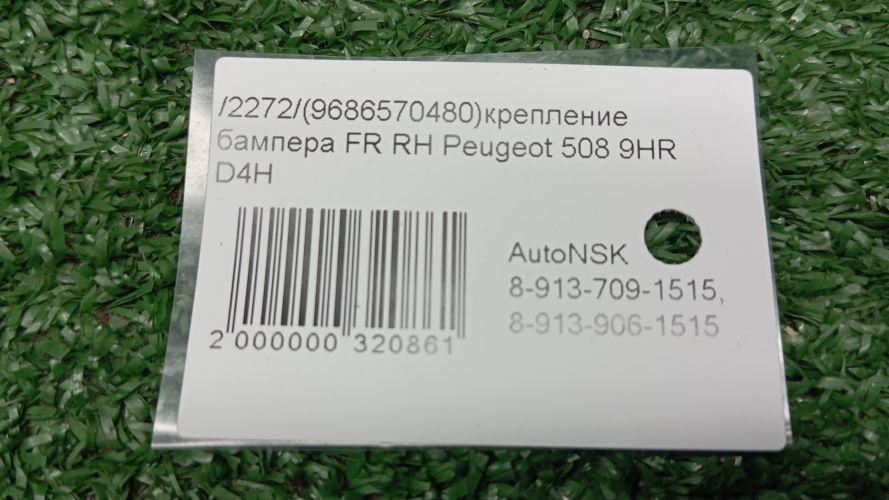 /2272/(9686570480)крепление
бампера FR RH Peugeot 508 9HR
D4H
AutoNSK
8-913-709-1515,
8-913-906-1515
2 000000 320861